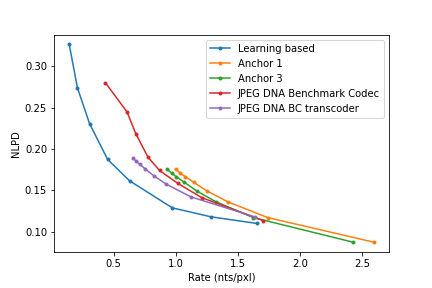 Learning based
Anchor 1
Anchor 3
JPEG DNA Benchmark Codec
JPEG DNA BC transcoder
0.30
0.25
0.20
0.15
0.10
NLPD
0.5 1.0 1.5 2.0 2.5
Rate (nts/pxl)